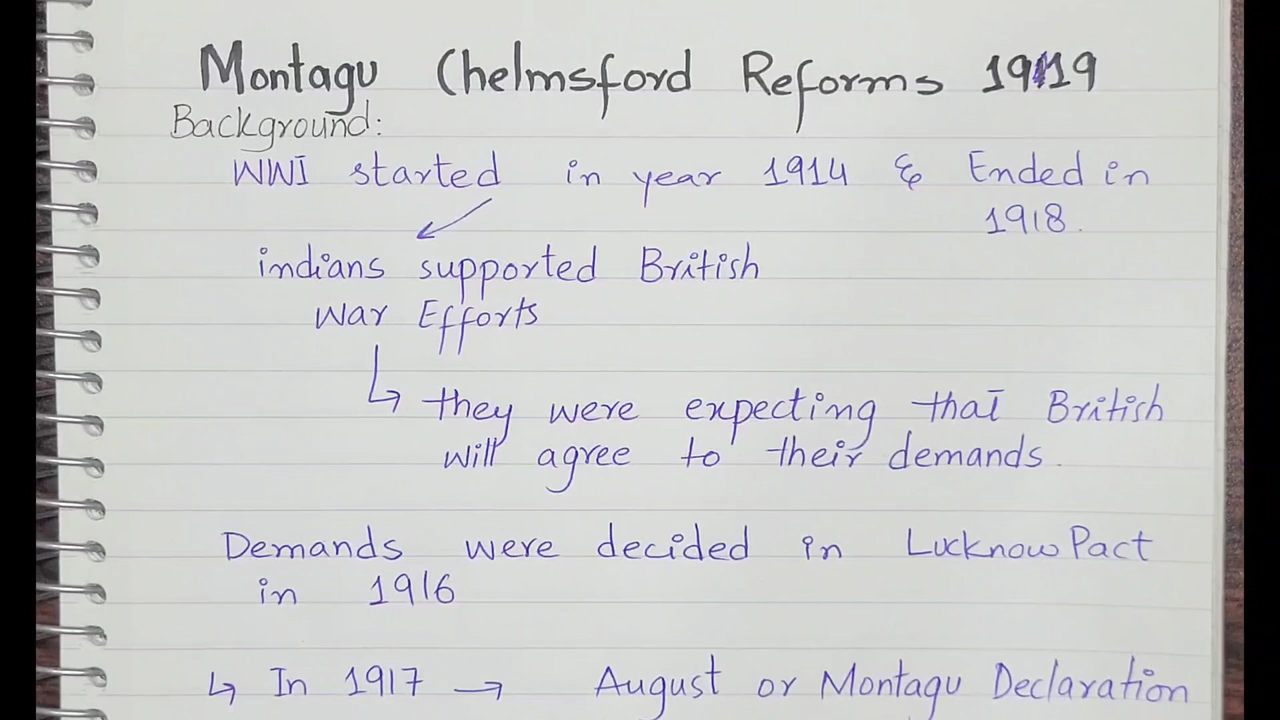 Montagu Chelmsford Reforms 1919
Background:
WWI started in year 1914 & Ended in
1918.
indians supported British
war Efforts
↳ they were expecting that British
will agree to their demands.
Demands were decided in Lucknow Pact
in 1916
↳ In 1917 → August or Montagu Declaration